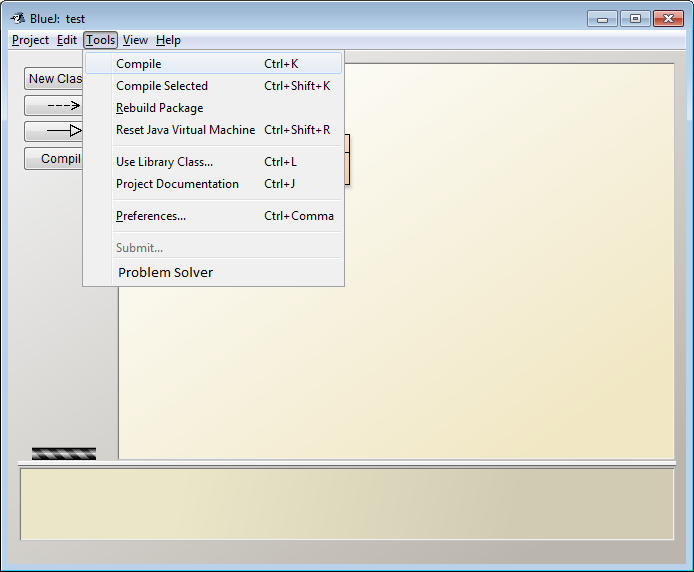 BlueJ: test
Project Edit Tools View Help
New Clas
Compil
Compile Ctrl+K
Compile Selected Ctrl+Shift+K
Rebuild Package
Reset Java Virtual Machine Ctrl+Shift+R
Use Library Class... Ctrl+L
Project Documentation Ctrl+J
Preferences... Ctrl+Comma
Submit...
Problem Solver